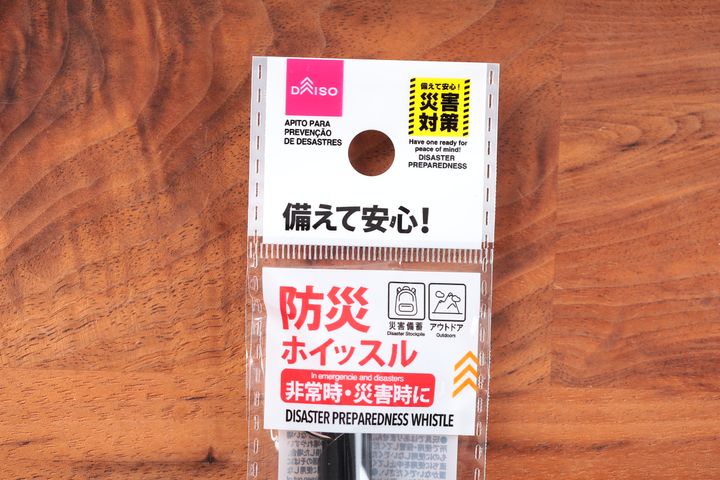 DAISO
APITO PARA
PREVENÇÃO
DE DESASTRES
備えて安心！
災害
対策
Have one ready for
peace of mind!
DISASTER
PREPAREDNESS
備えて安心！
防災
ホイッスル
災害備蓄
Disaster Stockpile
アウトドア
Outdoors
In emergencie and disasters
非常時・災害時に
DISASTER PREPAREDNESS WHISTLE